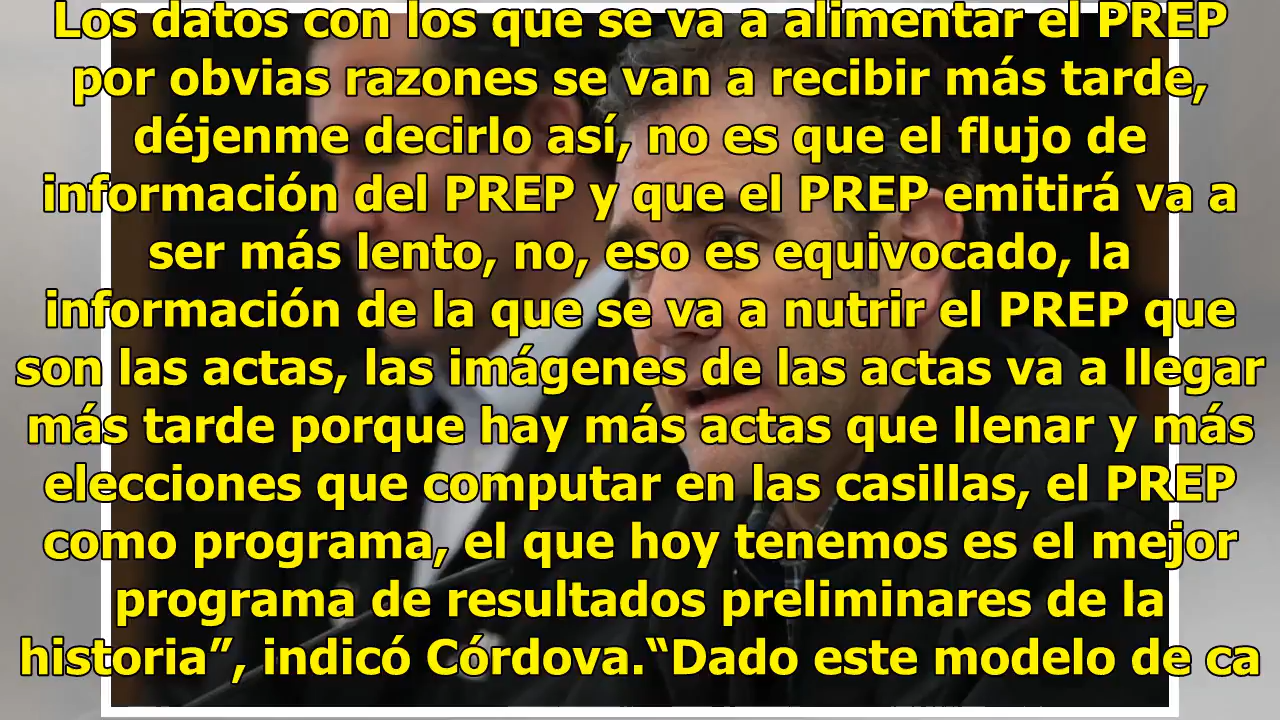 Los datos con los que se va a alimentar el PREP
por obvias razones se van a recibir más tarde,
déjenme decirlo así, no es que el flujo de
información del PREP y que el PREP emitirá va a
ser más lento, no, eso es equivocado, la
información de la que se va a nutrir el PREP que
son las actas, las imágenes de las actas va a llegar
más tarde porque hay más actas que llenar y más
elecciones que computar en las casillas, el PREP
como programa, el que hoy tenemos es el mejor
programa de resultados preliminares de la
historia”, indicó Córdova.“Dado este modelo de ca